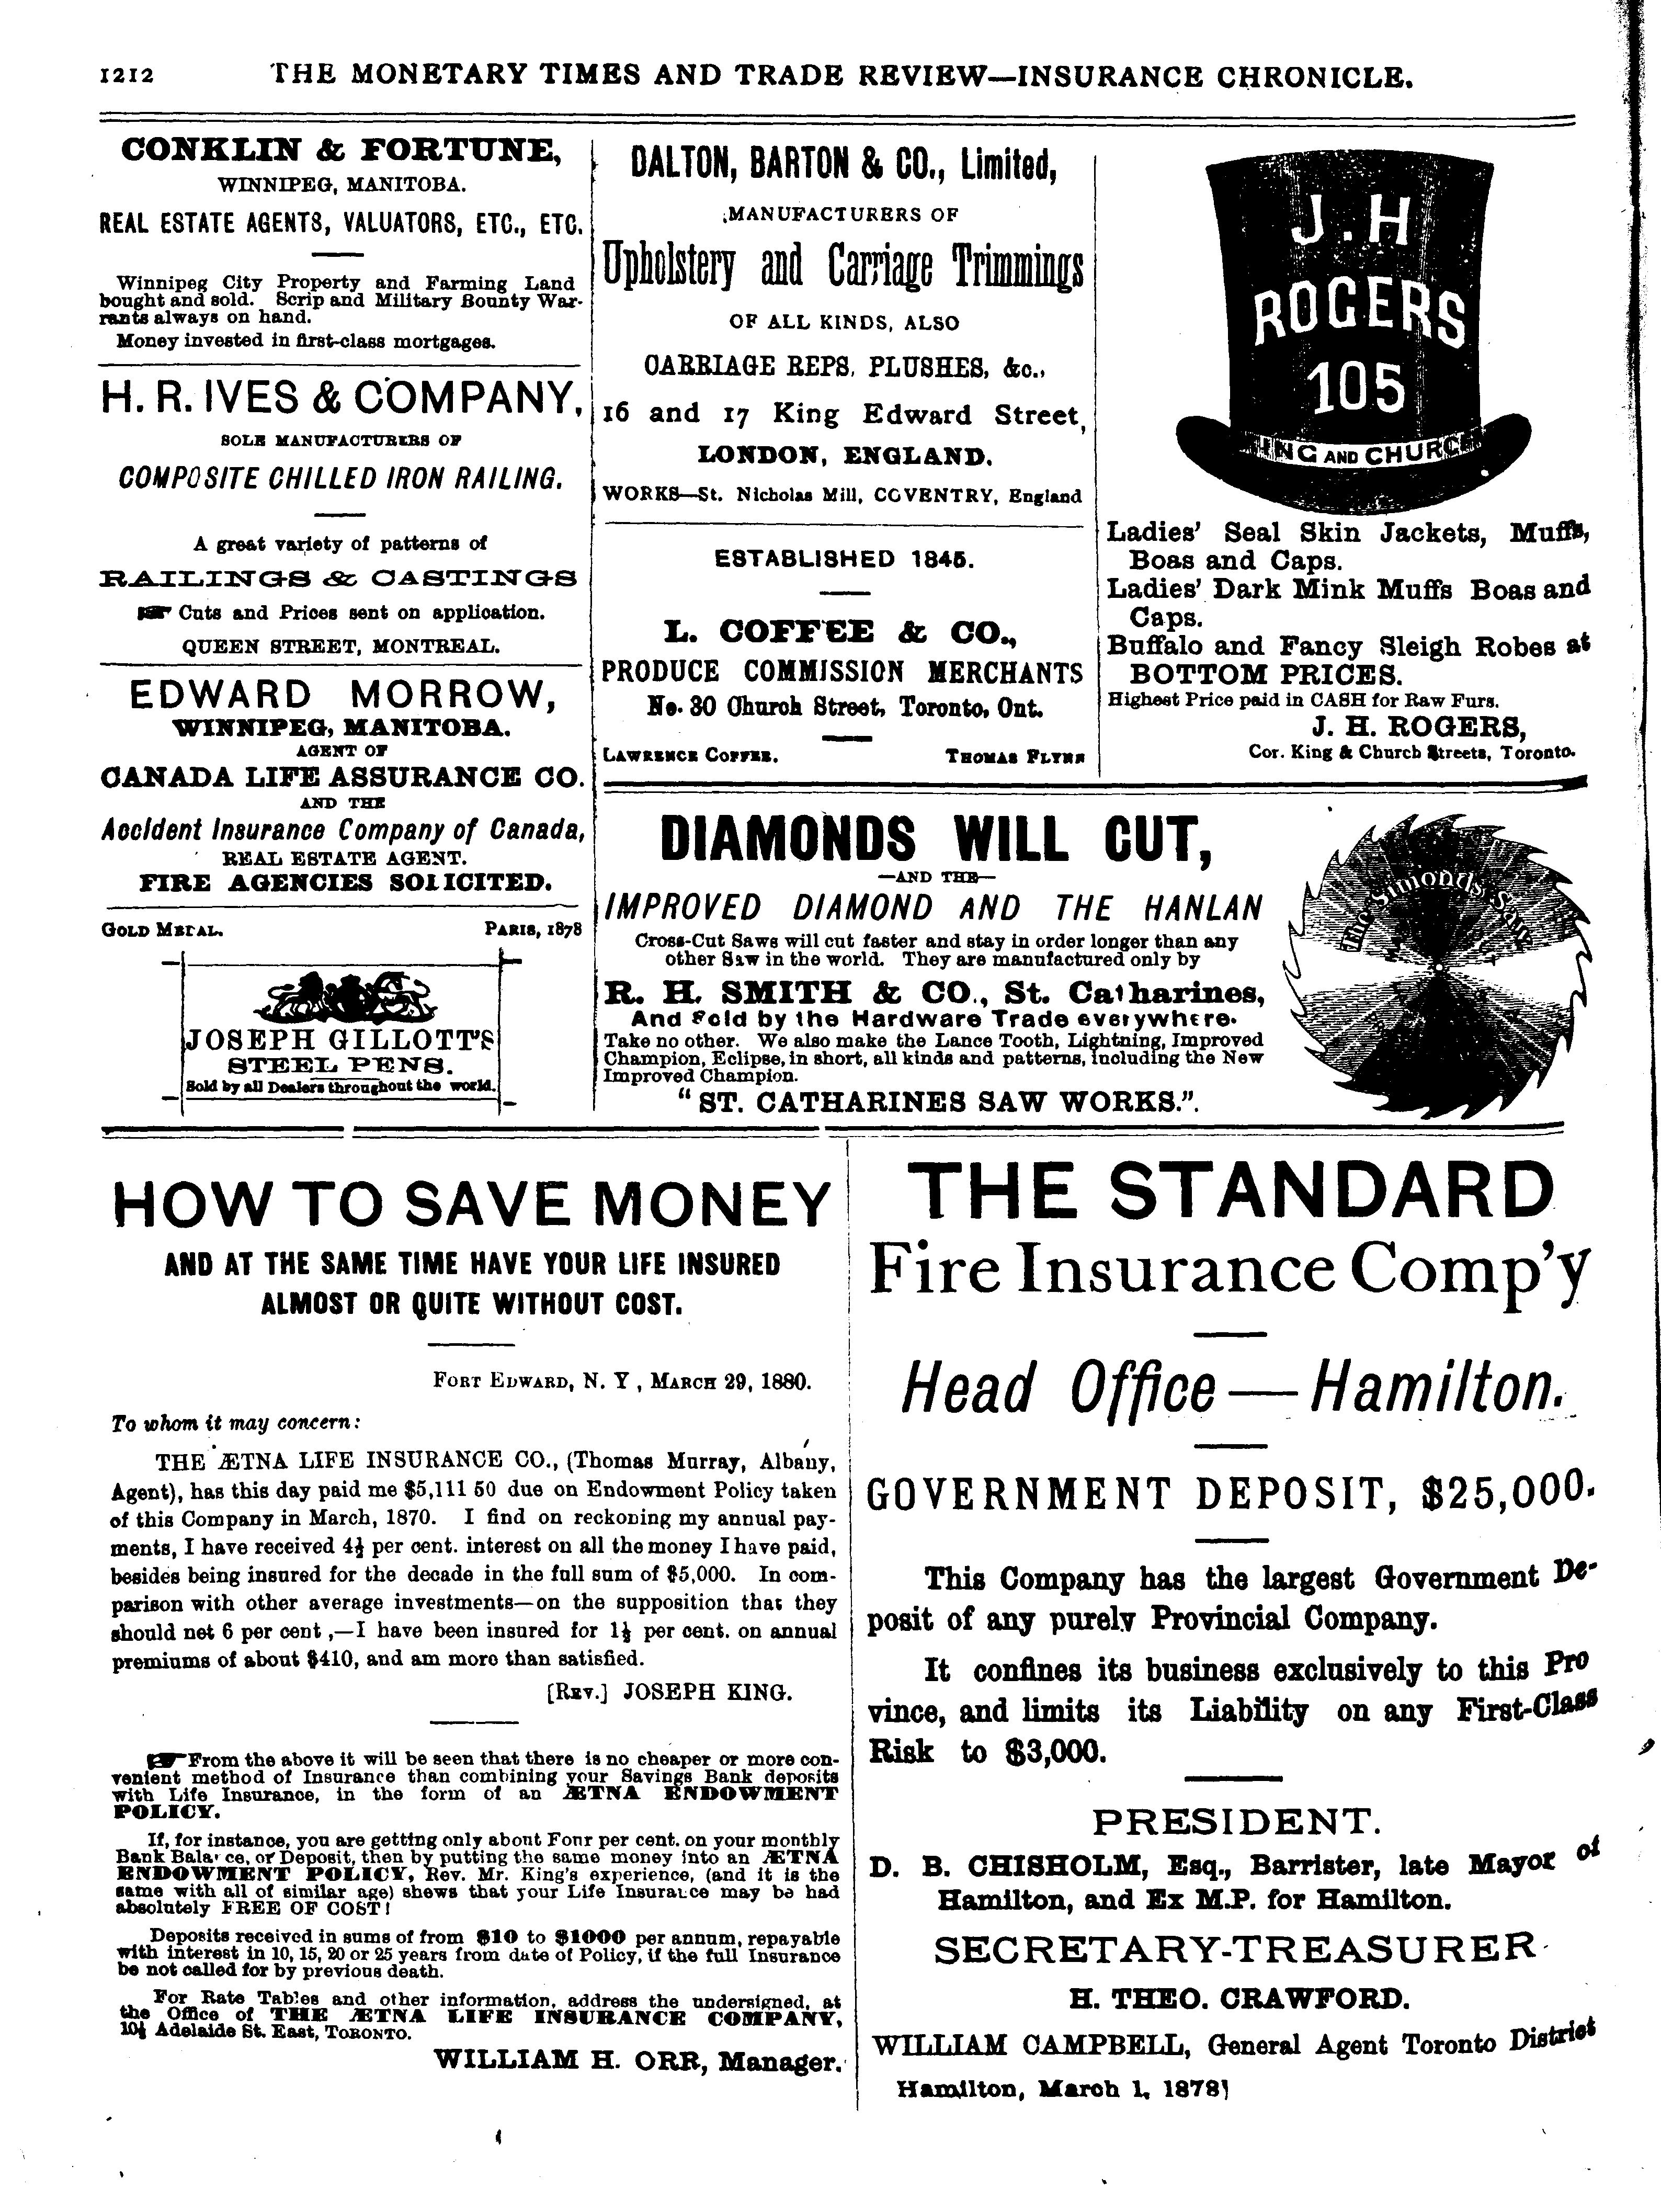 1212 THE MONETARY TIMES AND TRADE REVIEW—INSURANCE CHRONICLE.
CONKLIN & FORTUNE,
WINNIPEG, MANITOBA.
REAL ESTATE AGENTS, VALUATORS, ETC., ETC.
Winnipeg City Property and Farming Land
bought and sold. Scrip and Military Bounty War-
rants always on hand.
Money invested in first-class mortgages.
H. R. IVES & COMPANY,
SOLE MANUFACTURERS OF
COMPOSITE CHILLED IRON RAILING.
A great variety of patterns of
RAILINGS & CASTINGS
☞ Cuts and Prices sent on application.
QUEEN STREET, MONTREAL.
EDWARD MORROW,
WINNIPEG, MANITOBA.
AGENT OF
CANADA LIFE ASSURANCE CO.
AND THE
Accident Insurance Company of Canada,
REAL ESTATE AGENT.
FIRE AGENCIES SOLICITED.
GOLD MEDAL. PARIS, 1878
JOSEPH GILLOTT'S
STEEL PENS.
Sold by all Dealers throughout the world.
DALTON, BARTON & CO., Limited,
MANUFACTURERS OF
Upholstery and Carriage Trimmings
OF ALL KINDS, ALSO
CARRIAGE REPS, PLUSHES, &c.,
16 and 17 King Edward Street,
LONDON, ENGLAND.
WORKS—St. Nicholas Mill, COVENTRY, England
ESTABLISHED 1845.
L. COFFEE & CO.,
PRODUCE COMMISSION MERCHANTS
No. 30 Church Street, Toronto, Ont.
LAWRENCE COFFEE. THOMAS FLYNN
J. H
ROGERS
105
KING AND CHURCH
Ladies' Seal Skin Jackets, Muffs,
Boas and Caps.
Ladies' Dark Mink Muffs Boas and
Caps.
Buffalo and Fancy Sleigh Robes at
BOTTOM PRICES.
Highest Price paid in CASH for Raw Furs.
J. H. ROGERS,
Cor. King & Church Streets, Toronto.
DIAMONDS WILL CUT,
—AND THE—
IMPROVED DIAMOND AND THE HANLAN
Cross-Cut Saws will cut faster and stay in order longer than any
other Saw in the world. They are manufactured only by
R. H. SMITH & CO., St. Catharines,
And Sold by the Hardware Trade everywhere.
Take no other. We also make the Lance Tooth, Lightning, Improved
Champion, Eclipse, in short, all kinds and patterns, including the New
Improved Champion.
"ST. CATHARINES SAW WORKS.".
The Simonds Saw
HOW TO SAVE MONEY
AND AT THE SAME TIME HAVE YOUR LIFE INSURED
ALMOST OR QUITE WITHOUT COST.
FORT EDWARD, N. Y, MARCH 29, 1880.
To whom it may concern:
THE ÆTNA LIFE INSURANCE CO., (Thomas Murray, Albany,
Agent), has this day paid me $5,111 50 due on Endowment Policy taken
of this Company in March, 1870. I find on reckoning my annual pay-
ments, I have received 4½ per cent. interest on all the money I have paid,
besides being insured for the decade in the full sum of $5,000. In com-
parison with other average investments—on the supposition that they
should net 6 per cent,—I have been insured for 1½ per cent. on annual
premiums of about $410, and am more than satisfied.
[REV.] JOSEPH KING.
☞From the above it will be seen that there is no cheaper or more con-
venient method of Insurance than combining your Savings Bank deposits
with Life Insurance, in the form of an ÆTNA ENDOWMENT
POLICY.
If, for instance, you are getting only about Four per cent. on your monthly
Bank Balance, or Deposit, then by putting the same money into an ÆTNA
ENDOWMENT POLICY, Rev. Mr. King's experience, (and it is the
same with all of similar age) shews that your Life Insurance may be had
absolutely FREE OF COST!
Deposits received in sums of from $10 to $1000 per annum, repayable
with interest in 10, 15, 20 or 25 years from date of Policy, if the full Insurance
be not called for by previous death.
For Rate Tables and other information, address the undersigned, at
the Office of THE ÆTNA LIFE INSURANCE COMPANY,
10½ Adelaide St. East, TORONTO.
WILLIAM H. ORR, Manager.
THE STANDARD
Fire Insurance Comp'y
Head Office—Hamilton.
GOVERNMENT DEPOSIT, $25,000.
This Company has the largest Government De-
posit of any purely Provincial Company.
It confines its business exclusively to this Pro
vince, and limits its Liability on any First-Class
Risk to $3,000.
PRESIDENT.
D. B. CHISHOLM, Esq., Barrister, late Mayor of
Hamilton, and Ex M.P. for Hamilton.
SECRETARY-TREASURER
H. THEO. CRAWFORD.
WILLIAM CAMPBELL, General Agent Toronto District
Hamilton, March 1, 1878